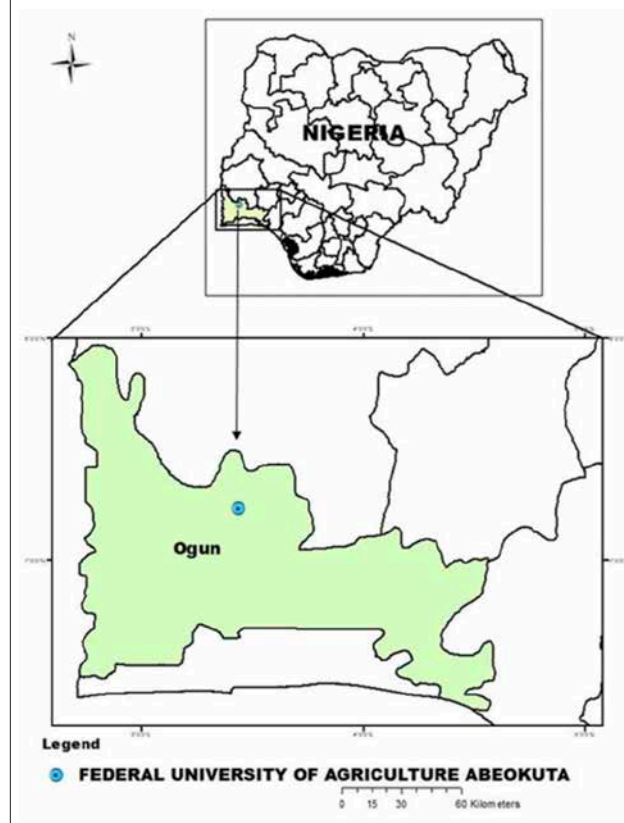 NIGERIA
Ogun
Legend
FEDERAL UNIVERSITY OF AGRICULTURE ABEOKUTA
0 15 30 60 Kilometers